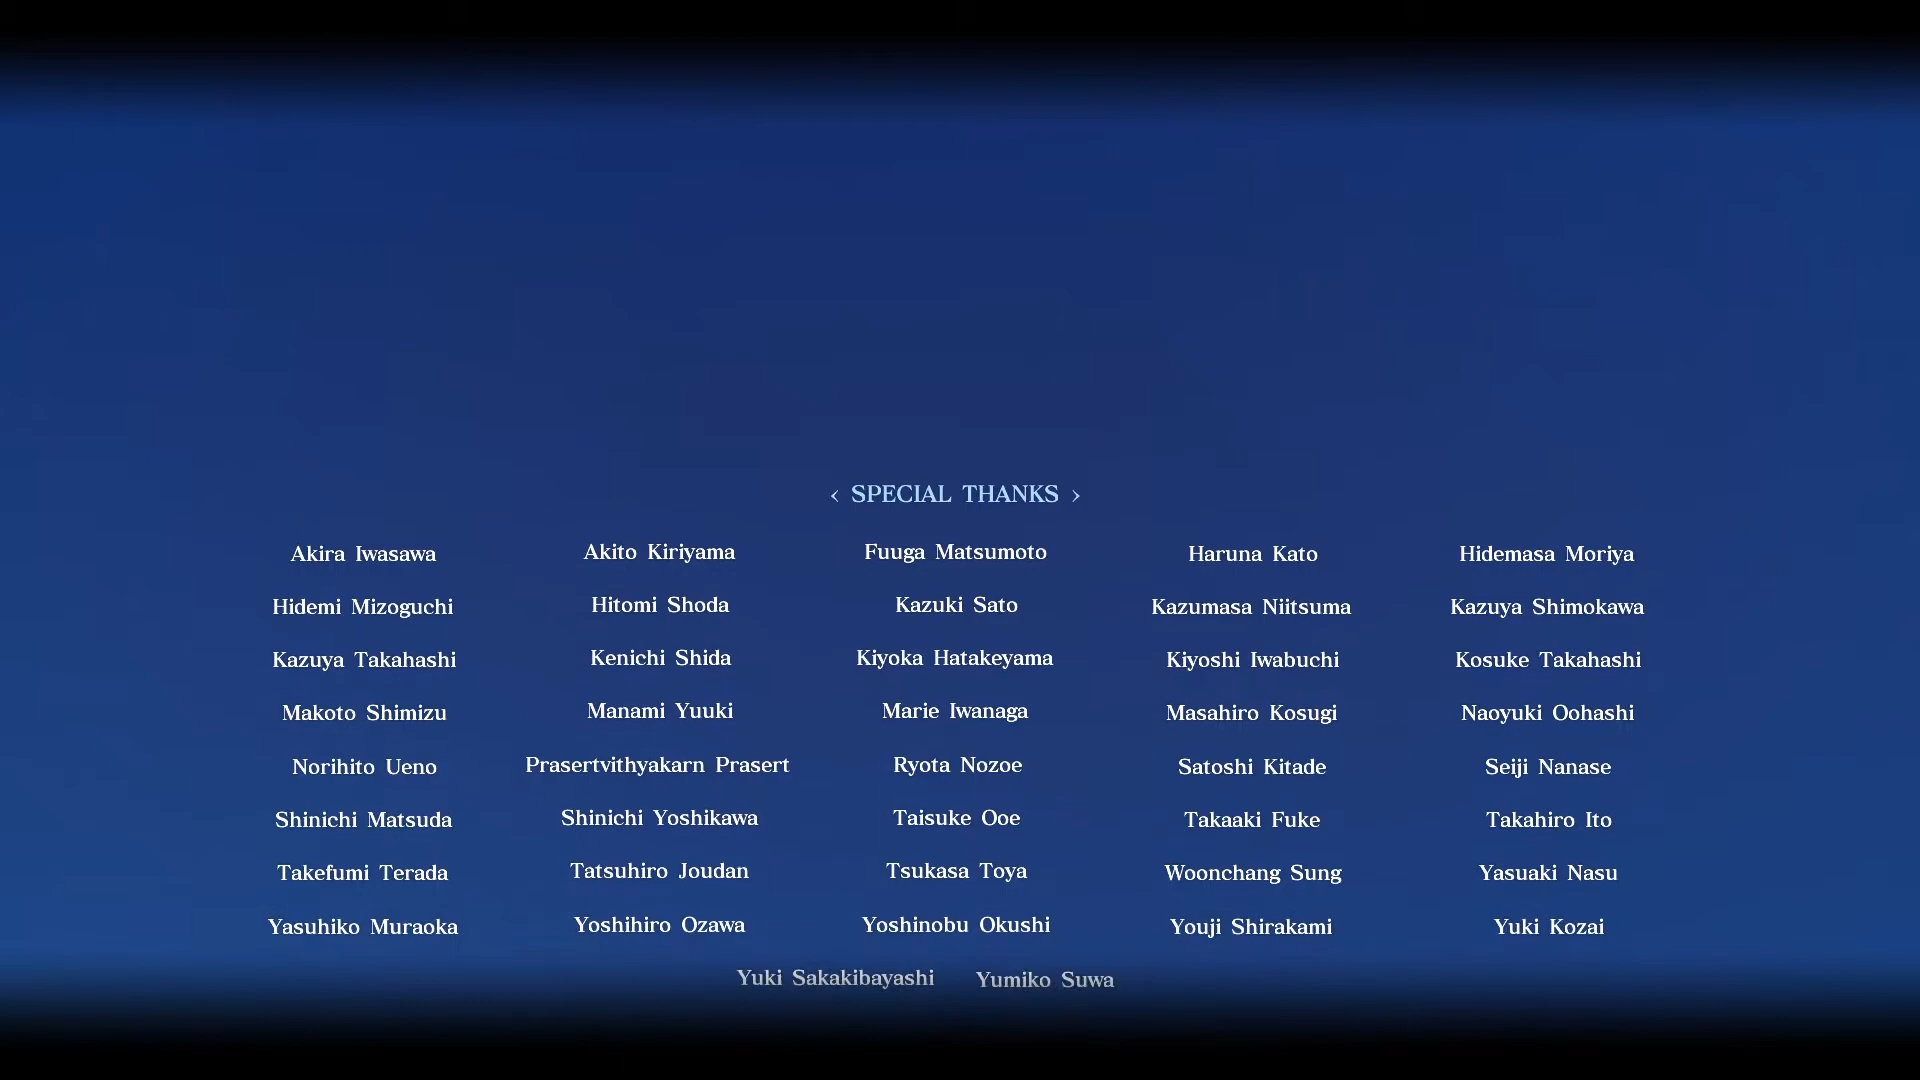 ‹ SPECIAL THANKS ›
Akira Iwasawa Akito Kiriyama Fuuga Matsumoto Haruna Kato Hidemasa Moriya
Hidemi Mizoguchi Hitomi Shoda Kazuki Sato Kazumasa Niitsuma Kazuya Shimokawa
Kazuya Takahashi Kenichi Shida Kiyoka Hatakeyama Kiyoshi Iwabuchi Kosuke Takahashi
Makoto Shimizu Manami Yuuki Marie Iwanaga Masahiro Kosugi Naoyuki Oohashi
Norihito Ueno Prasertvithyakarn Prasert Ryota Nozoe Satoshi Kitade Seiji Nanase
Shinichi Matsuda Shinichi Yoshikawa Taisuke Ooe Takaaki Fuke Takahiro Ito
Takefumi Terada Tatsuhiro Joudan Tsukasa Toya Woonchang Sung Yasuaki Nasu
Yasuhiko Muraoka Yoshihiro Ozawa Yoshinobu Okushi Youji Shirakami Yuki Kozai
Yuki Sakakibayashi Yumiko Suwa